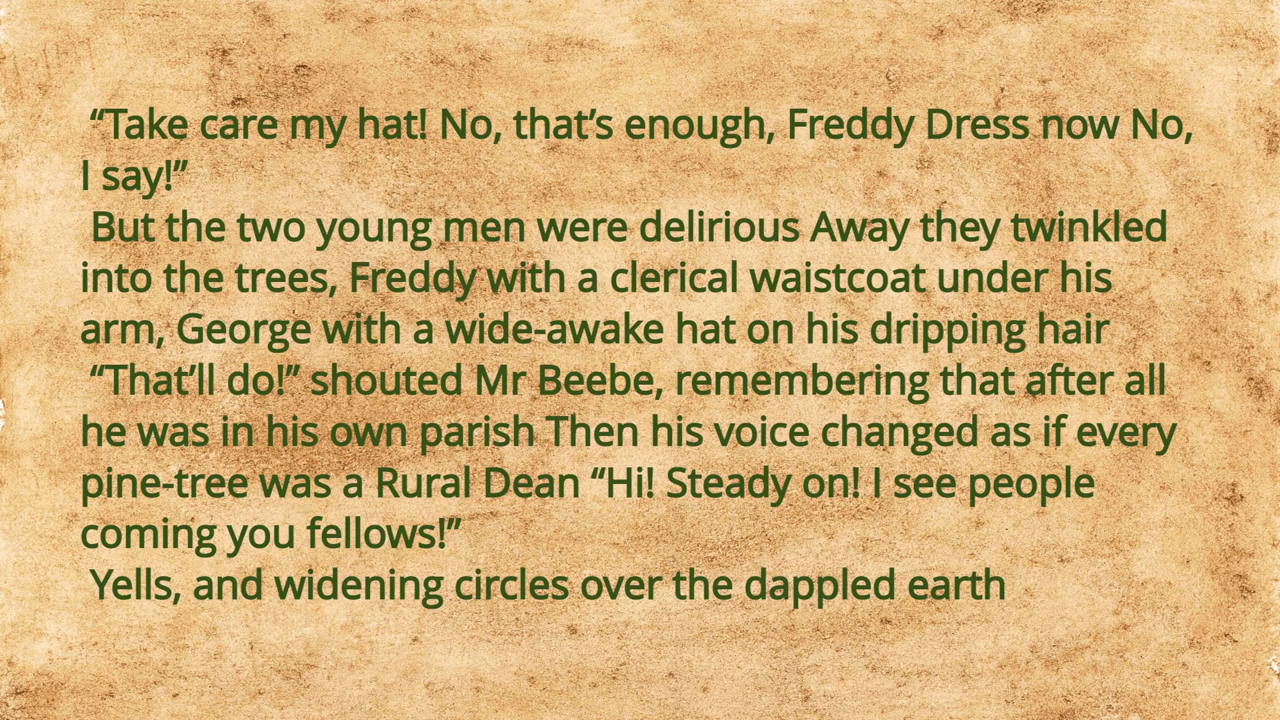 “Take care my hat! No, that’s enough, Freddy Dress now No,
I say!”
But the two young men were delirious Away they twinkled
into the trees, Freddy with a clerical waistcoat under his
arm, George with a wide-awake hat on his dripping hair
“That’ll do!” shouted Mr Beebe, remembering that after all
he was in his own parish Then his voice changed as if every
pine-tree was a Rural Dean “Hi! Steady on! I see people
coming you fellows!”
Yells, and widening circles over the dappled earth